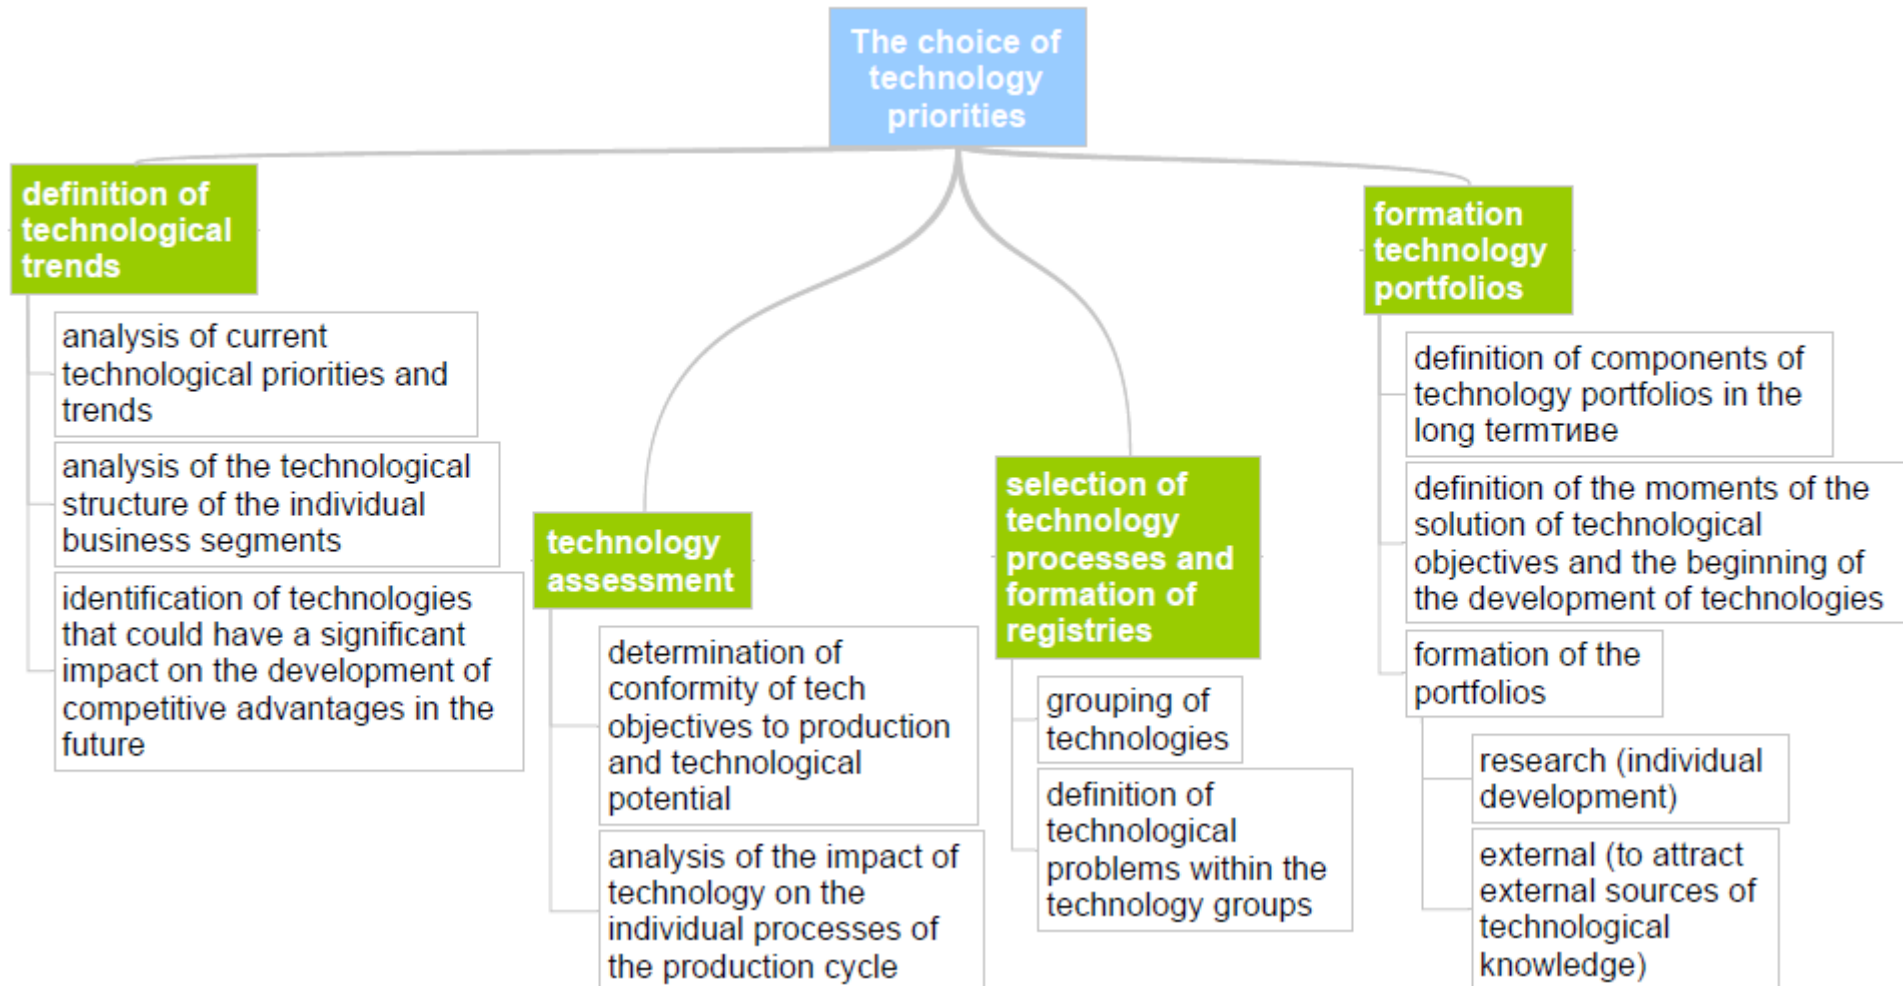 The choice of
technology
priorities
definition of
technological
trends
analysis of current
technological priorities and
trends
analysis of the technological
structure of the individual
business segments
identification of technologies
that could have a significant
impact on the development of
competitive advantages in the
future
technology
assessment
determination of
conformity of tech
objectives to production
and technological
potential
analysis of the impact of
technology on the
individual processes of
the production cycle
selection of
technology
processes and
formation of
registries
grouping of
technologies
definition of
technological
problems within the
technology groups
formation
technology
portfolios
definition of components of
technology portfolios in the
long termтиве
definition of the moments of the
solution of technological
objectives and the beginning of
the development of technologies
formation of the
portfolios
research (individual
development)
external (to attract
external sources of
technological
knowledge)